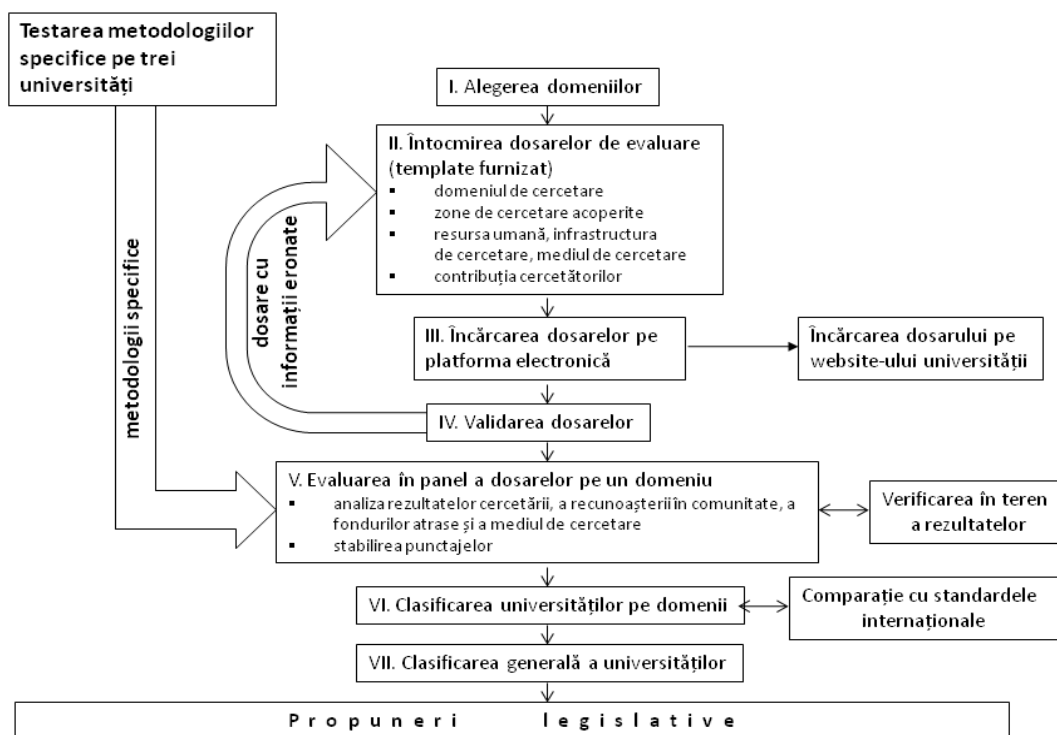 Testarea metodologiilor
specifice pe trei
universități
I. Alegerea domeniilor
II. Întocmirea dosarelor de evaluare
(template furnizat)
▪ domeniul de cercetare
▪ zone de cercetare acoperite
▪ resursa umană, infrastructura
de cercetare, mediul de cercetare
▪ contribuția cercetătorilor
dosare cu
informații eronate
metodologii specifice
III. Încărcarea dosarelor pe
platforma electronică
Încărcarea dosarului pe
website-ului universității
IV. Validarea dosarelor
V. Evaluarea în panel a dosarelor pe un domeniu
▪ analiza rezultatelor cercetării, a recunoașterii în comunitate, a
fondurilor atrase și a mediul de cercetare
▪ stabilirea punctajelor
Verificarea în teren
a rezultatelor
VI. Clasificarea universităților pe domenii
Comparație cu standardele
internaționale
VII. Clasificarea generală a universităților
Propuneri legislative